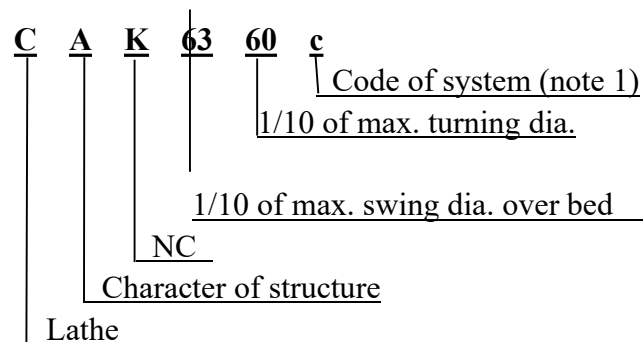 C A K 63 60 c
Code of system (note 1)
1/10 of max. turning dia.
1/10 of max. swing dia. over bed
NC
Character of structure
Lathe